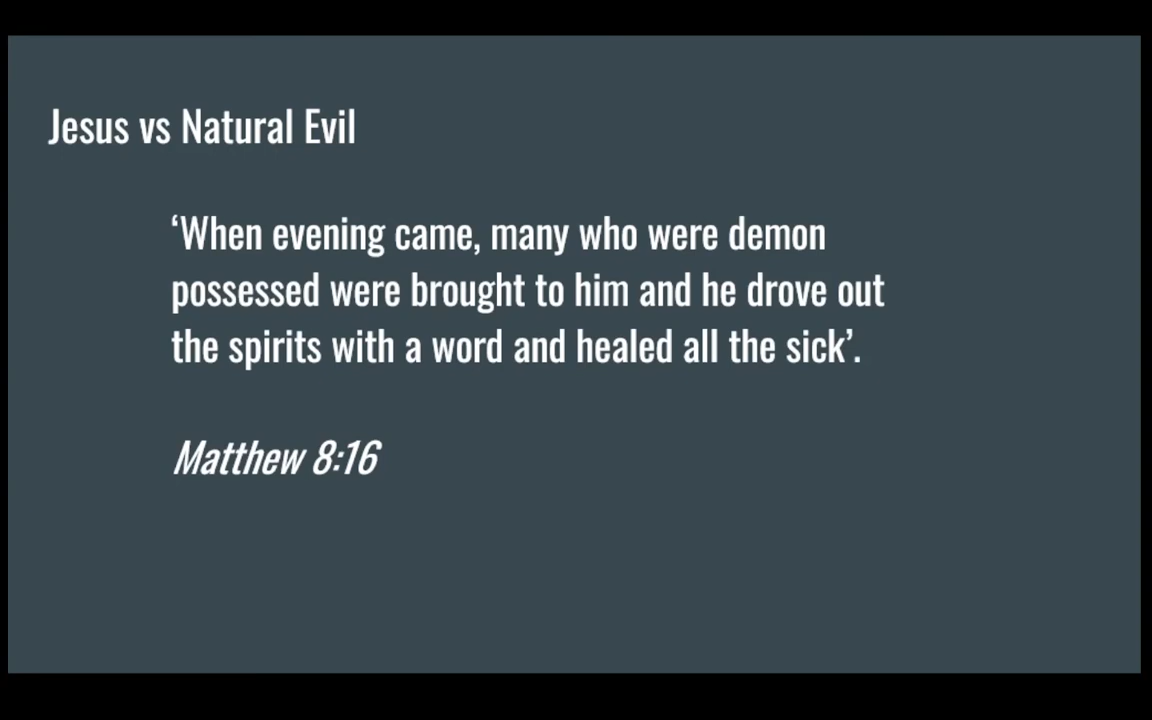 Jesus vs Natural Evil
‘When evening came, many who were demon
possessed were brought to him and he drove out
the spirits with a word and healed all the sick’.
Matthew 8:16